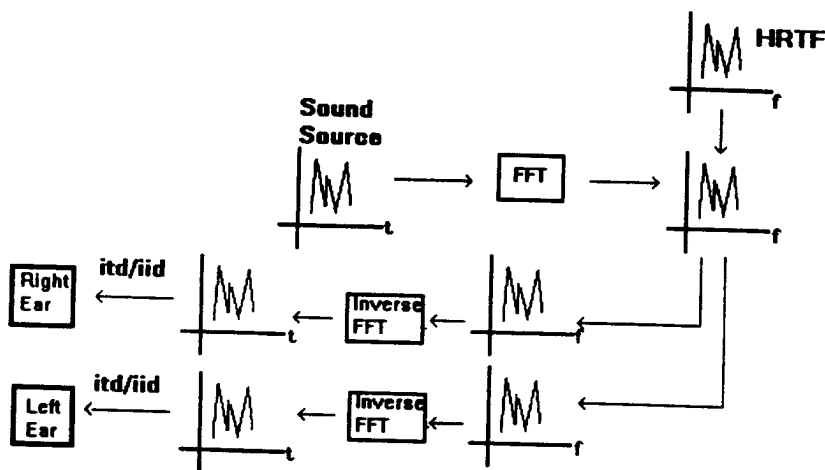 HRTF
f
Sound
Source
t
FFT
f
Right
Ear
itd/iid
t
Inverse
FFT
f
Left
Ear
itd/iid
t
Inverse
FFT
f